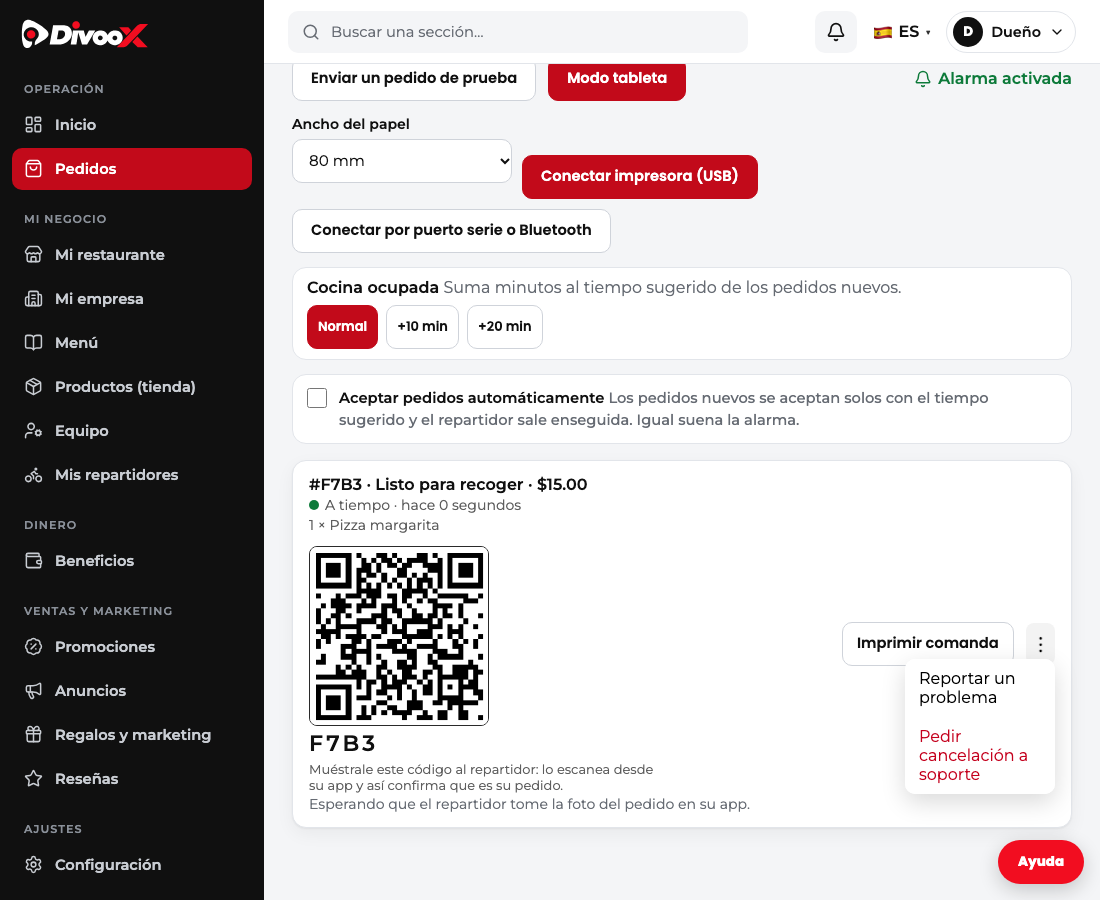 DivooX
Buscar una sección...
ES
D
Dueño
OPERACIÓN
Inicio
Pedidos
MI NEGOCIO
Mi restaurante
Mi empresa
Menú
Productos (tienda)
Equipo
Mis repartidores
DINERO
Beneficios
VENTAS Y MARKETING
Promociones
Anuncios
Regalos y marketing
Reseñas
AJUSTES
Configuración
Enviar un pedido de prueba
Modo tableta
Alarma activada
Ancho del papel
80 mm
Conectar impresora (USB)
Conectar por puerto serie o Bluetooth
Cocina ocupada Suma minutos al tiempo sugerido de los pedidos nuevos.
Normal
+10 min
+20 min
Aceptar pedidos automáticamente Los pedidos nuevos se aceptan solos con el tiempo
sugerido y el repartidor sale enseguida. Igual suena la alarma.
#F7B3 · Listo para recoger · $15.00
A tiempo · hace 0 segundos
1 × Pizza margarita
F7B3
Muéstrale este código al repartidor: lo escanea desde
su app y así confirma que es su pedido.
Esperando que el repartidor tome la foto del pedido en su app.
Imprimir comanda
Reportar un
problema
Pedir
cancelación a
soporte
Ayuda